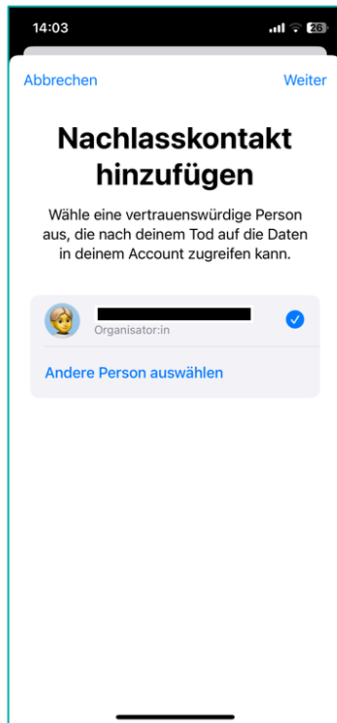 14:03
26
Abbrechen
Weiter
Nachlasskontakt
hinzufügen
Wähle eine vertrauenswürdige Person
aus, die nach deinem Tod auf die Daten
in deinem Account zugreifen kann.
Organisator:in
Andere Person auswählen